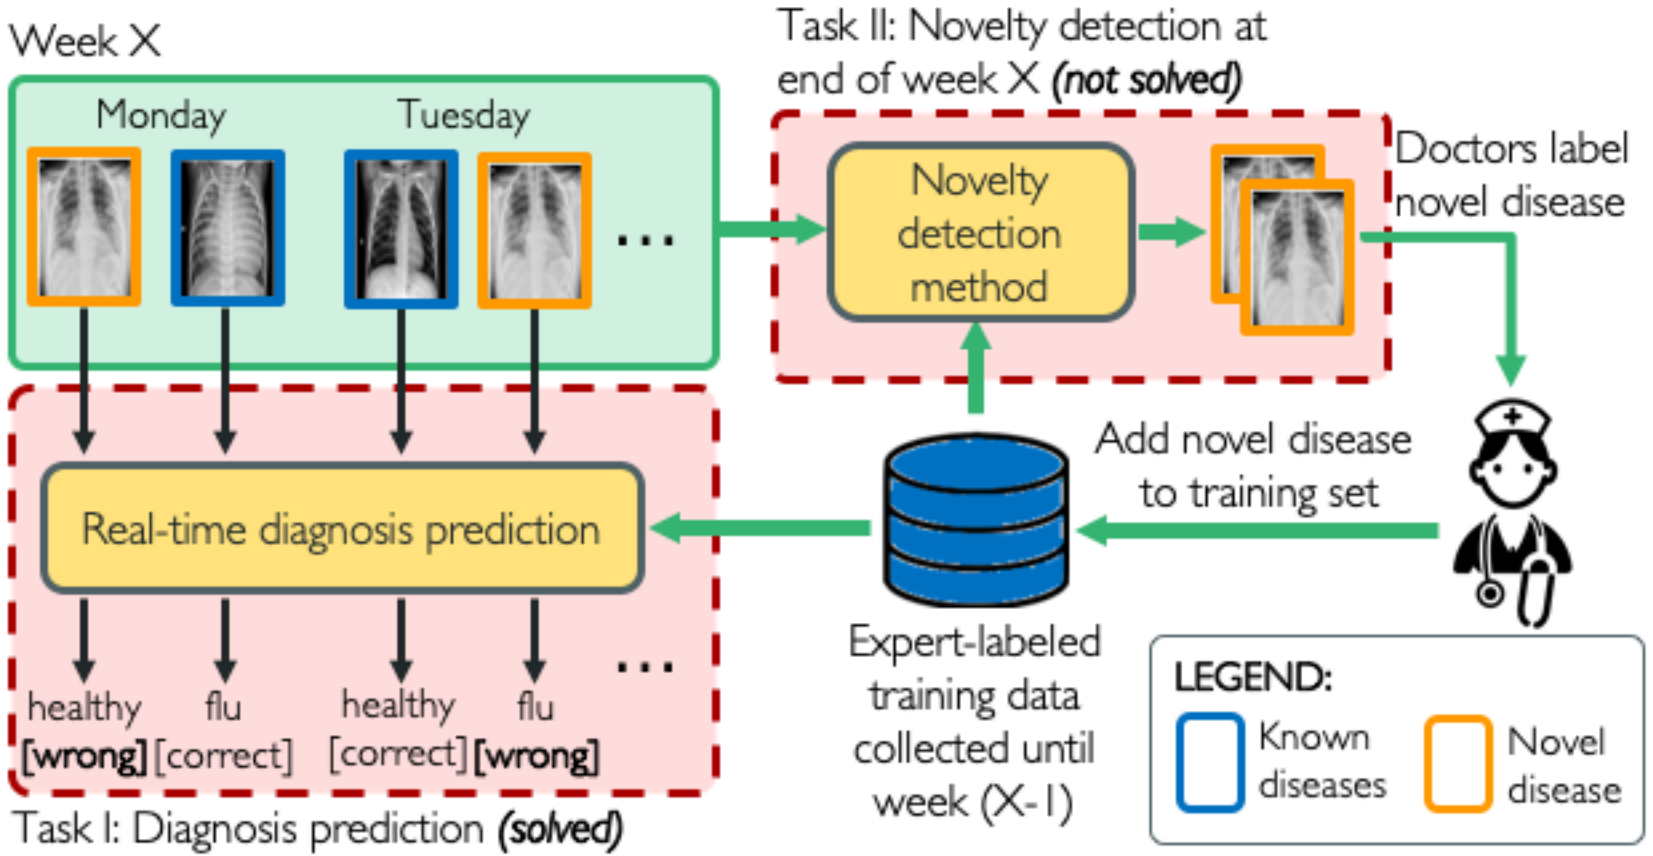 Week X
Monday
Tuesday
...
Task II: Novelty detection at
end of week X (not solved)
Novelty
detection
method
Doctors label
novel disease
Add novel disease
to training set
Real-time diagnosis prediction
healthy
[wrong]
flu
[correct]
healthy
[correct]
flu
[wrong]
...
Task I: Diagnosis prediction (solved)
Expert-labeled
training data
collected until
week (X-1)
LEGEND:
Known
diseases
Novel
disease